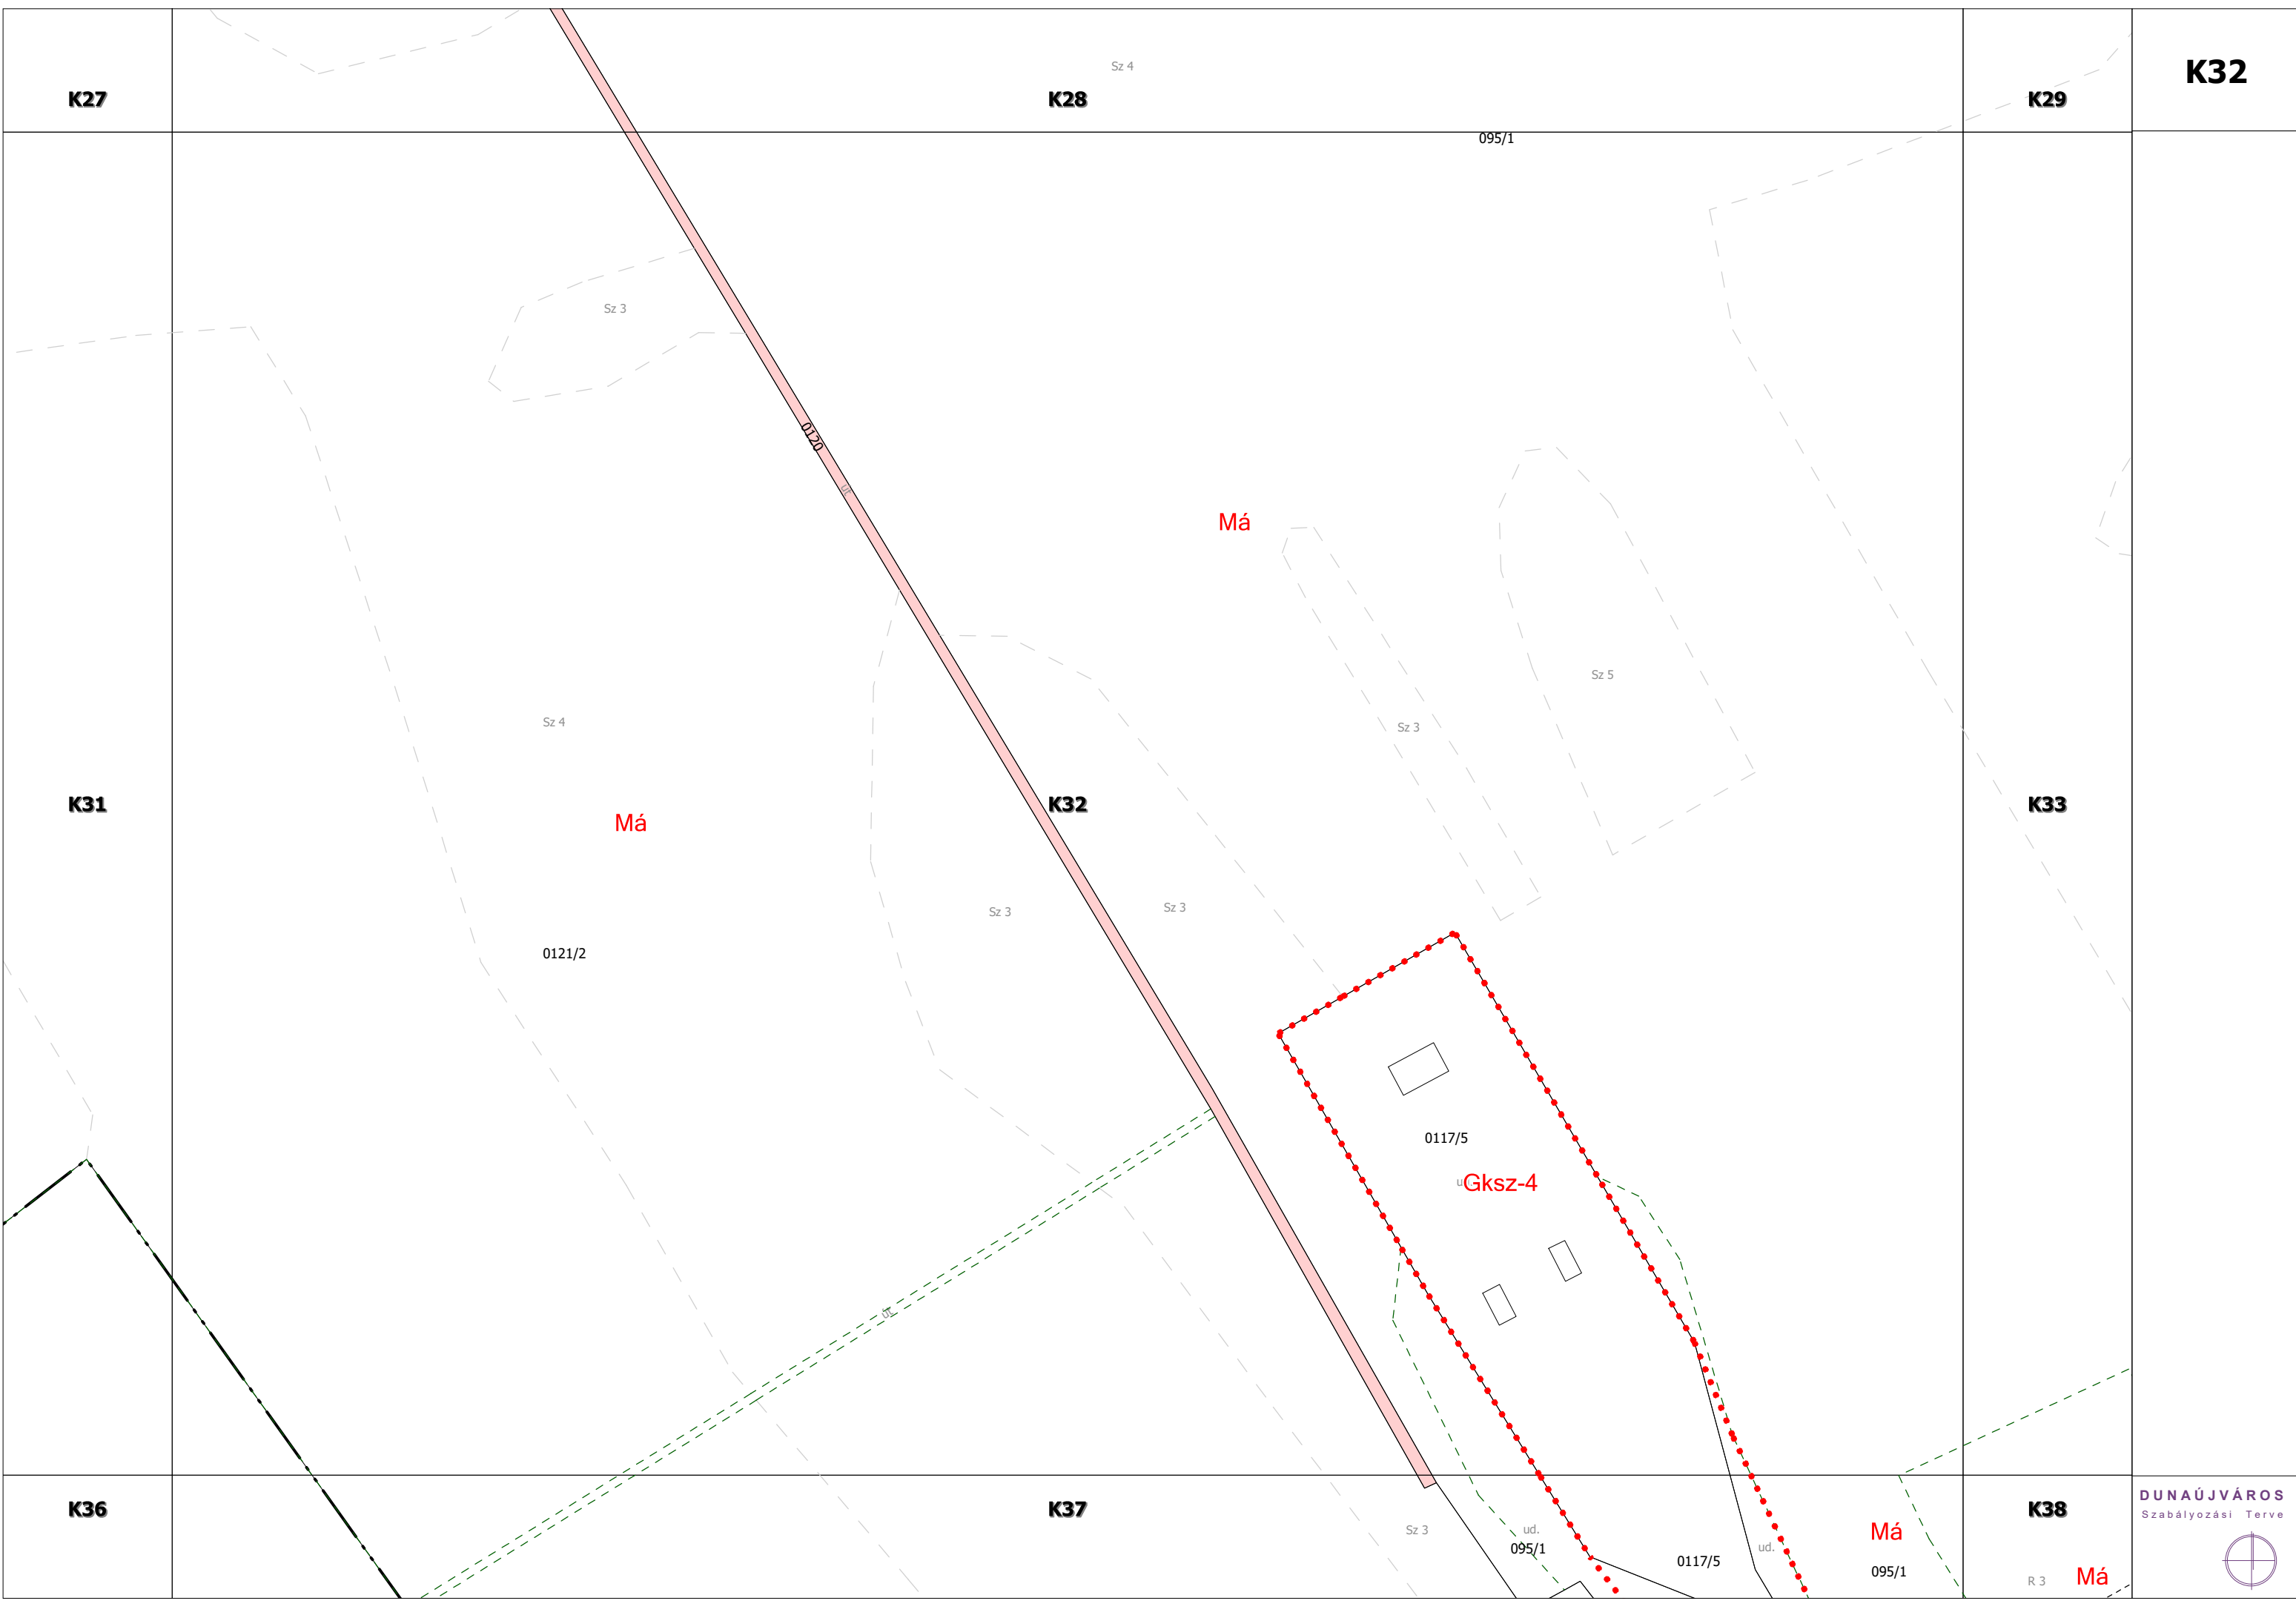 Sz 4
K32
K27
K28
K29
095/1
Sz 3
0120
út
Má
Sz 5
Sz 4
Sz 3
K31
K32
K33
Má
Sz 3
Sz 3
0121/2
0117/5
Gksz-4
út
K36
K37
K38
DUNAÚJVÁROS
Szabályozási Terve
Sz 3
ud.
095/1
0117/5
ud.
Má
095/1
R 3
Má